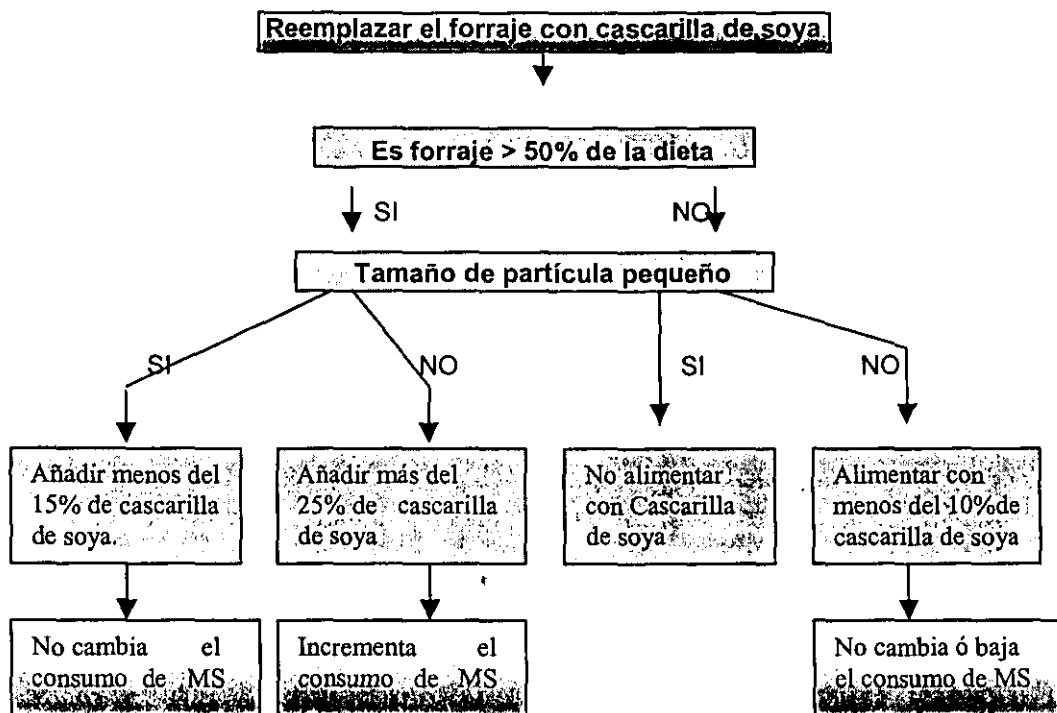 Reemplazar el forraje con cascarilla de soya.
Es forraje > 50% de la dieta
SI
NO
Tamaño de partícula pequeño
SI
NO
SI
NO
Añadir menos del
15% de cascarilla
de soya.
Añadir más del
25% de cascarilla
de soya
No alimentar
con Cascarilla
de soya
Alimentar con
menos del 10%de
cascarilla de soya
No cambia el
consumo de MS
Incrementa el
consumo de MS
No cambia ó baja
el consumo de MS